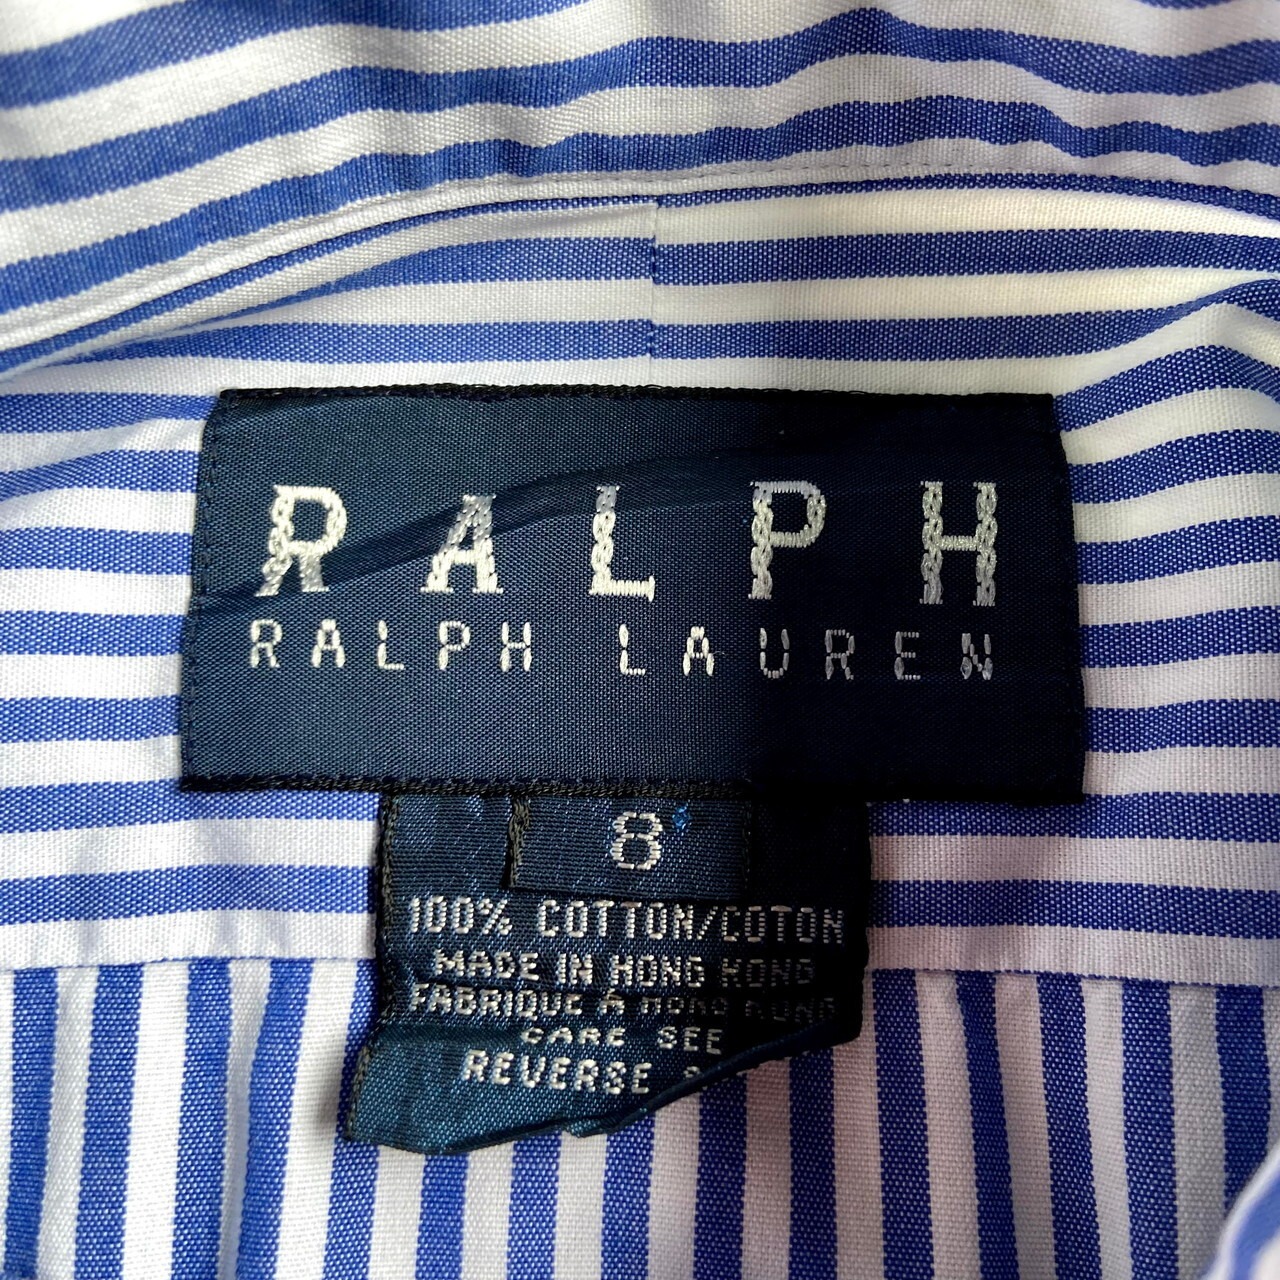 RALPH
RALPH LAUREN
8
100% COTTON/COTON
MADE IN HONG KONG
FABRIQUE À HONG KONG
CARE SEE
REVERSE